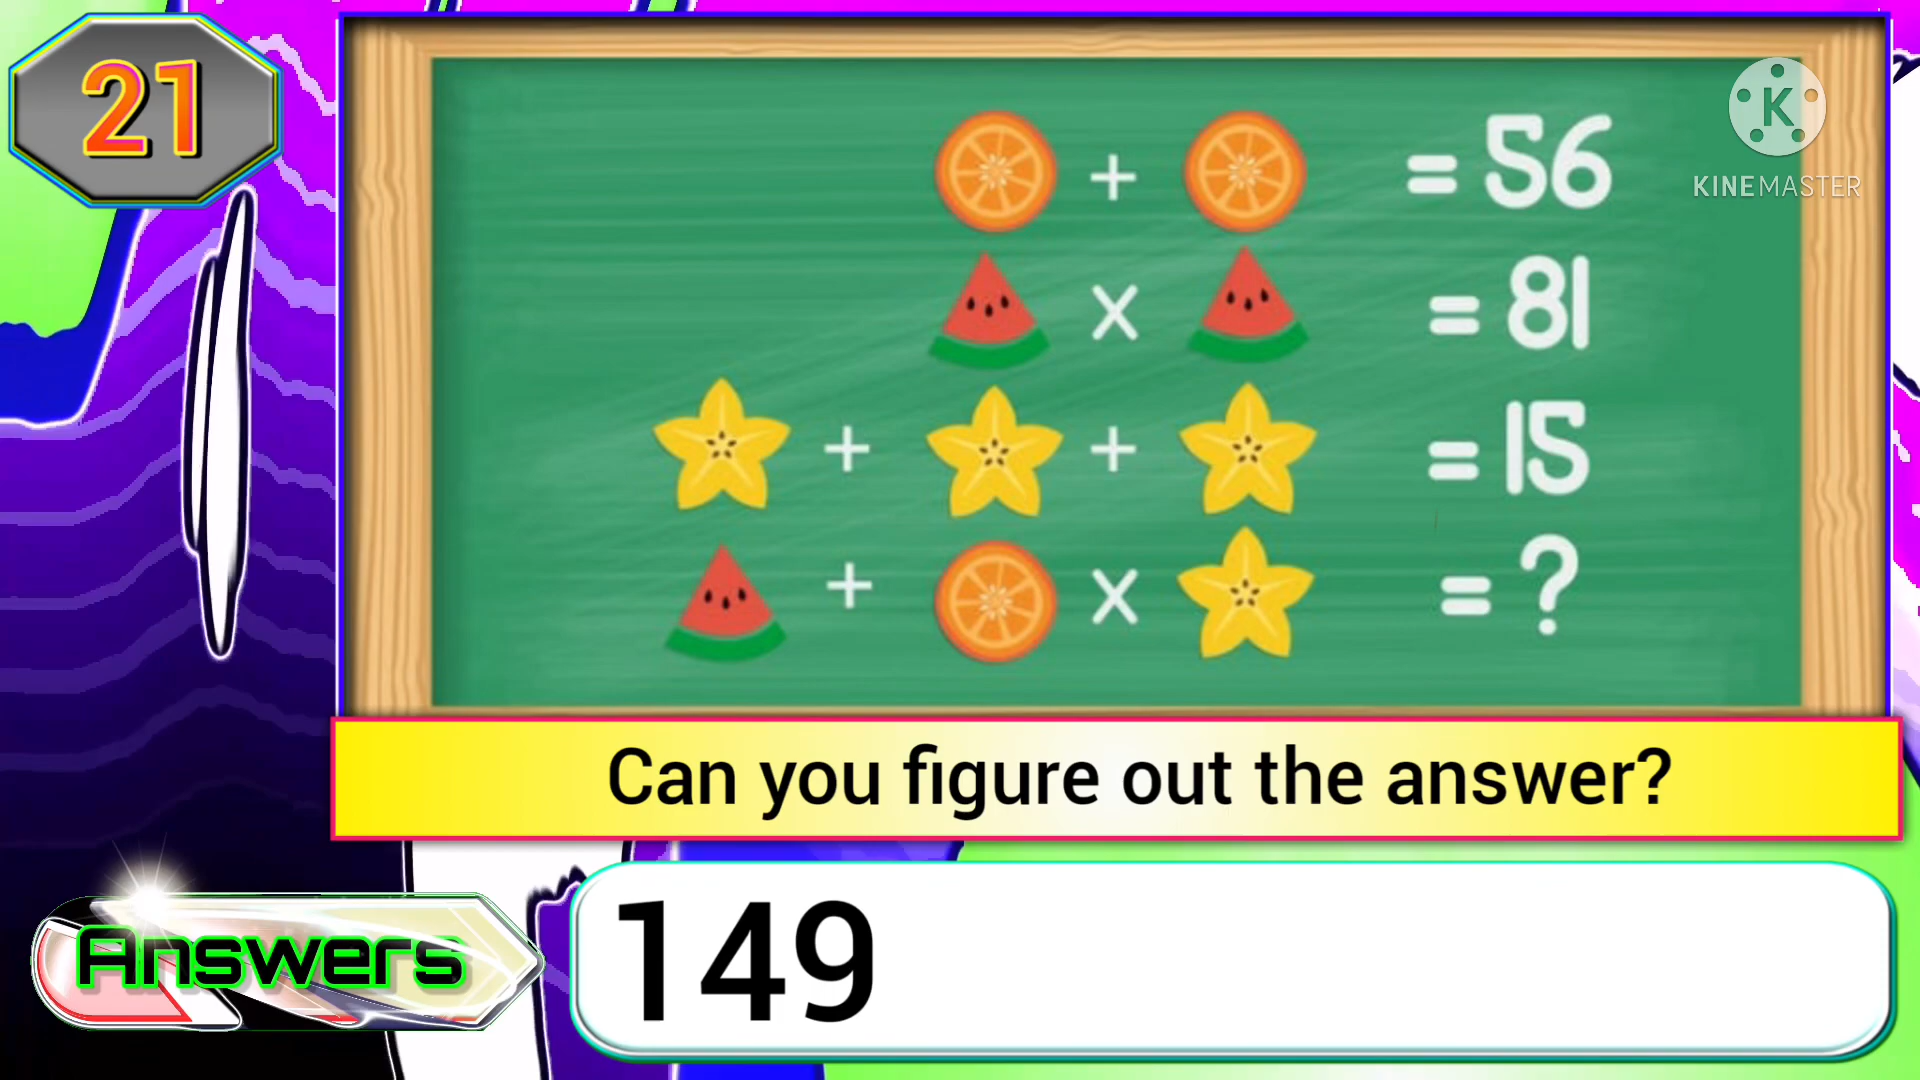 21
+ = 56
KINEMASTER
K
x = 81
+ + = 15
+ x = ?
Can you figure out the answer?
Answers
149